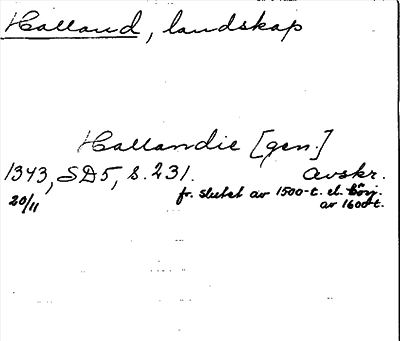 Halland, landskap
Hallandie [gen.]
1343, SD5, s. 231. Avskr.
20/11 fr. slutet av 1500-t. el. börj.
av 1600-t.